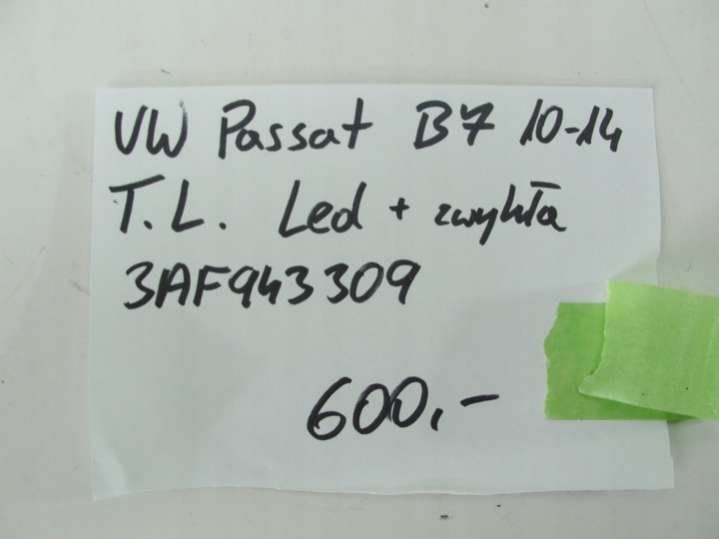 VW Passat B7 10-14
T.L. Led + zwykła
3AF943309
600,-